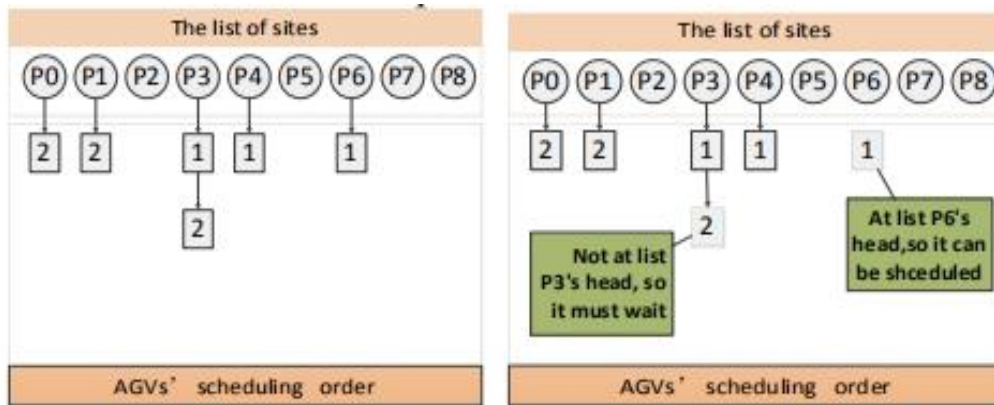 The list of sites
P0 P1 P2 P3 P4 P5 P6 P7 P8
2 2 1 1 1
2
AGVs' scheduling order
The list of sites
P0 P1 P2 P3 P4 P5 P6 P7 P8
2 2 1 1 1
2
Not at list
P3's head, so
it must wait
At list P6's
head,so it can
be shceduled
AGVs' scheduling order